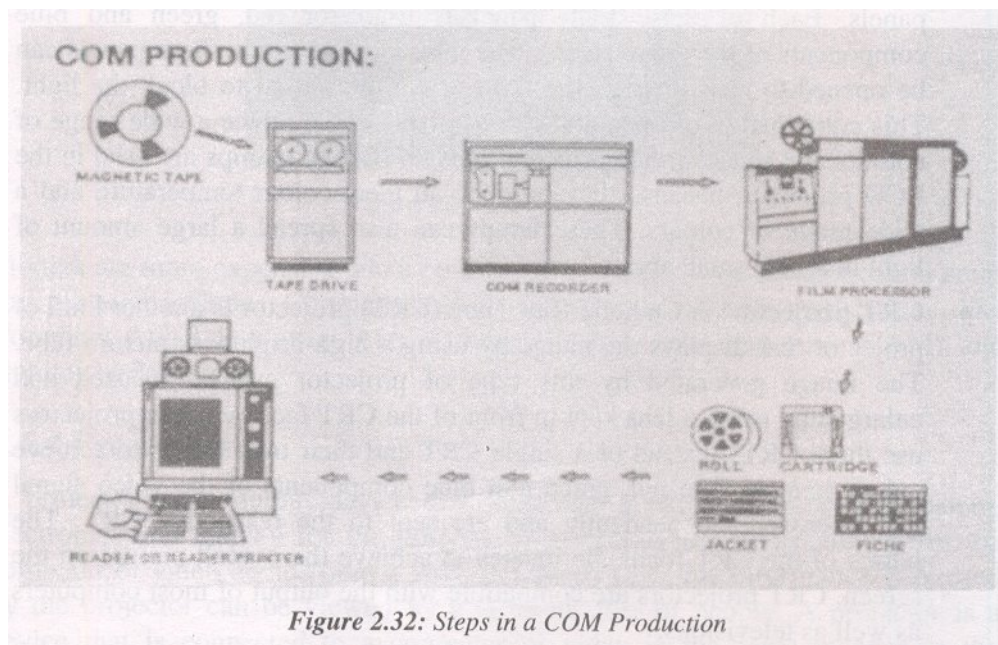 COM PRODUCTION:
MAGNETIC TAPE
TAPE DRIVE
COM RECORDER
FILM PROCESSOR
ROLL CARTRIDGE
JACKET FICHE
READER OR READER PRINTER
Figure 2.32: Steps in a COM Production